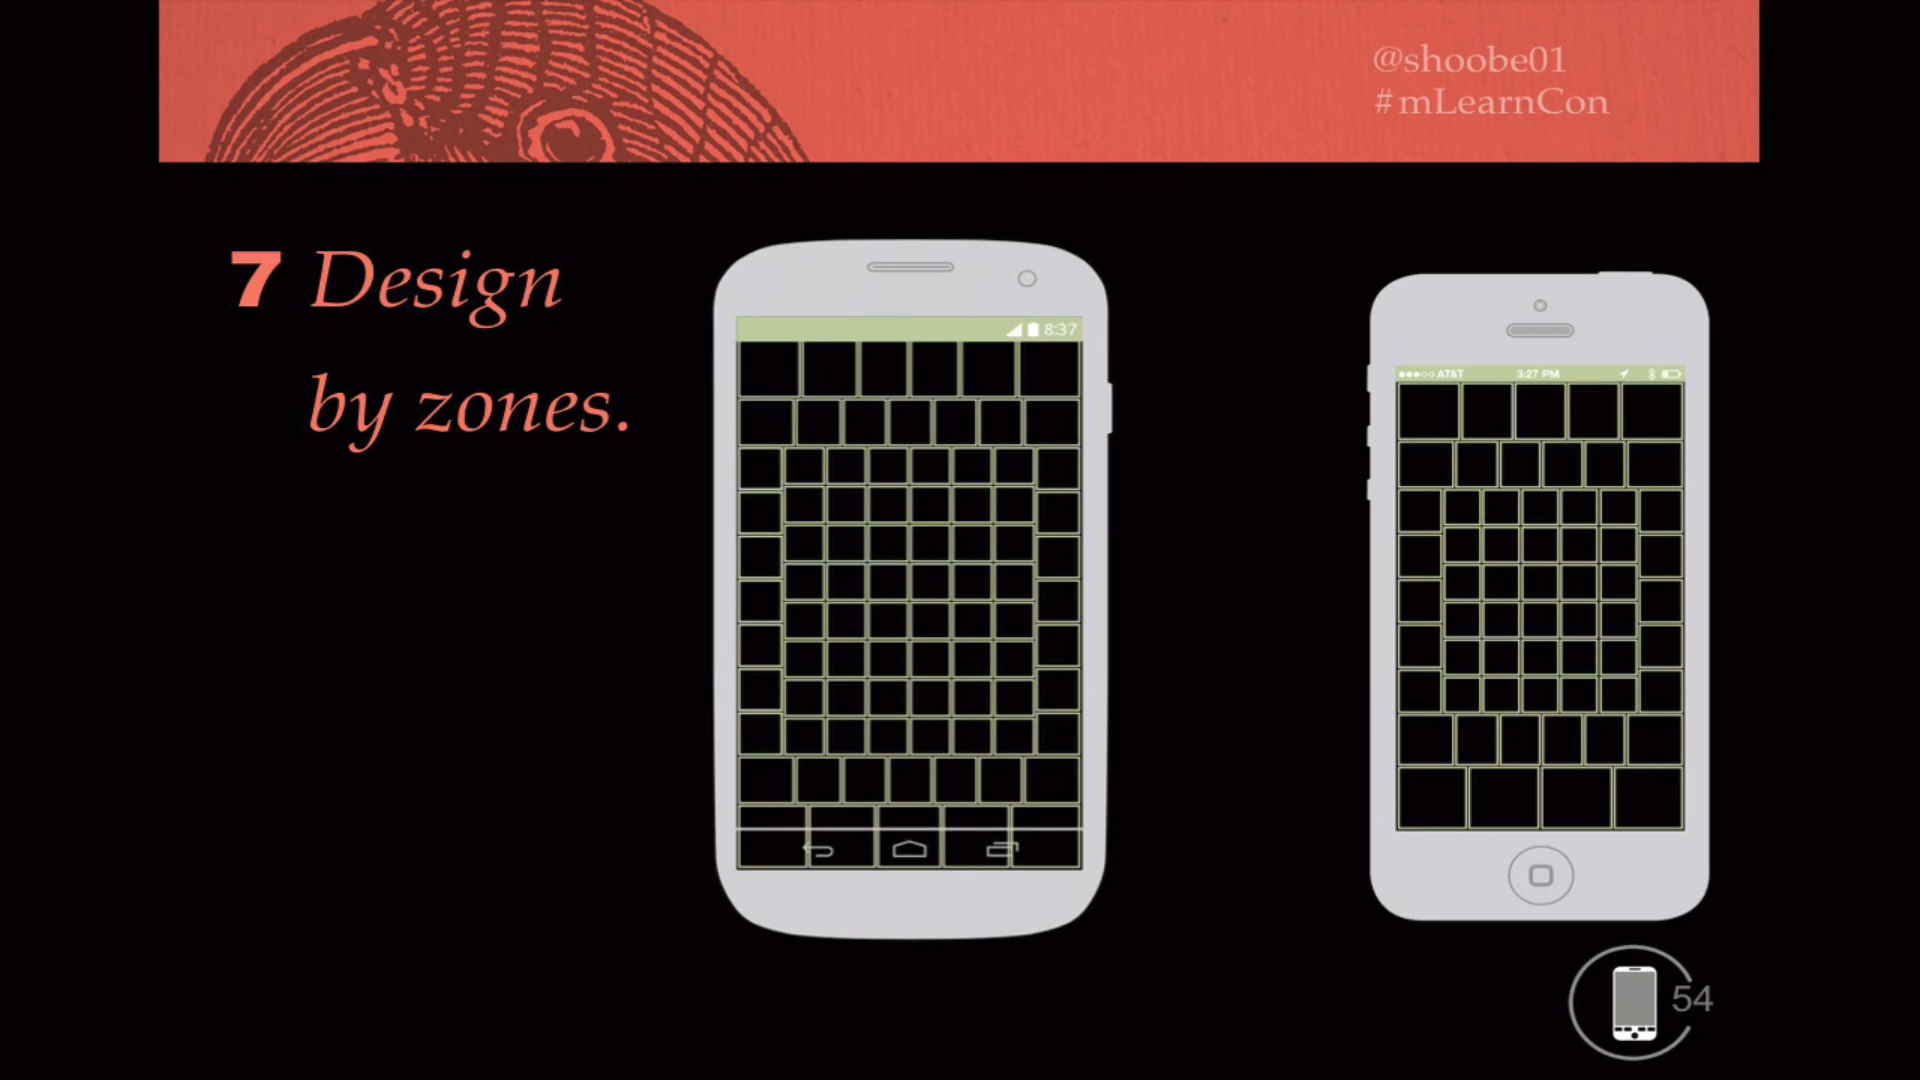 @shoobe01
#mLearnCon
7 Design
by zones.
8:37
AT&T 3:27 PM
54